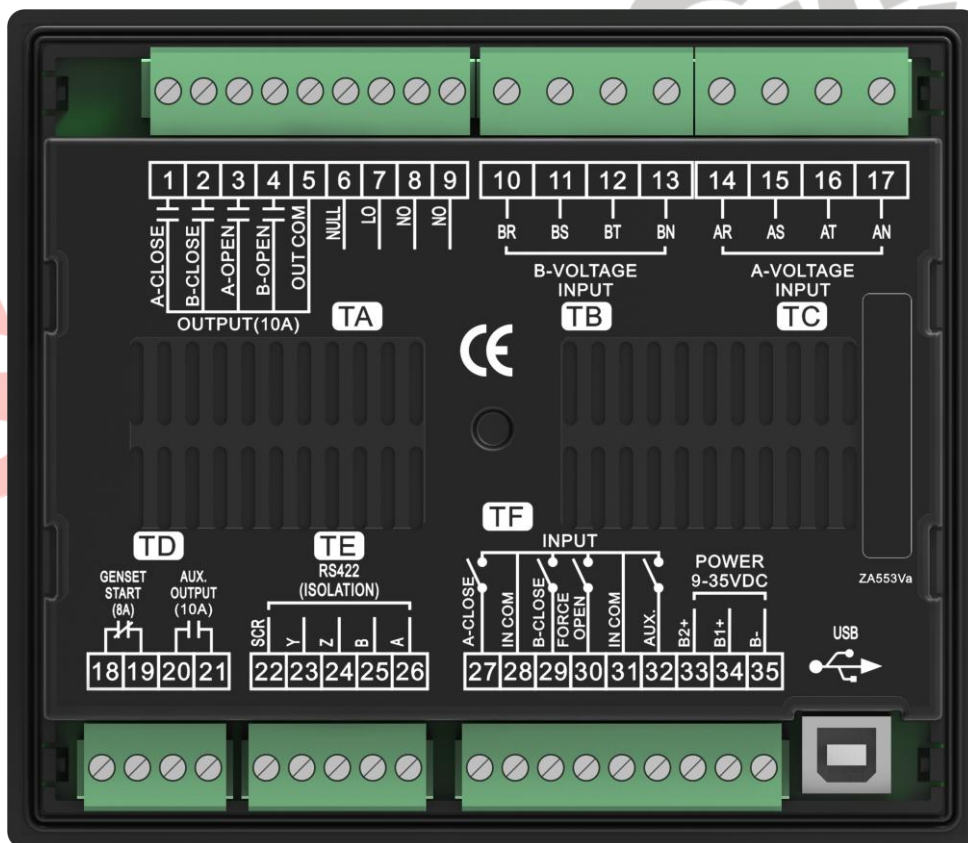 1 2 3 4 5 6 7 8 9
10 11 12 13
14 15 16 17
A-CLOSE
B-CLOSE
A-OPEN
B-OPEN
OUT COM
NULL
LO
NO
NO
OUTPUT(10A)
TA
BR BS BT BN
B-VOLTAGE
INPUT
TB
AR AS AT AN
A-VOLTAGE
INPUT
TC
CE
TD
GENSET
START
(8A)
AUX.
OUTPUT
(10A)
18 19 20 21
TE
RS422
(ISOLATION)
SCR
Y
Z
B
A
22 23 24 25 26
TF
INPUT
A-CLOSE
IN COM
B-CLOSE
FORCE
OPEN
IN COM
AUX.
POWER
9-35VDC
B2+
B1+
B-
27 28 29 30 31 32 33 34 35
ZA553Va
USB